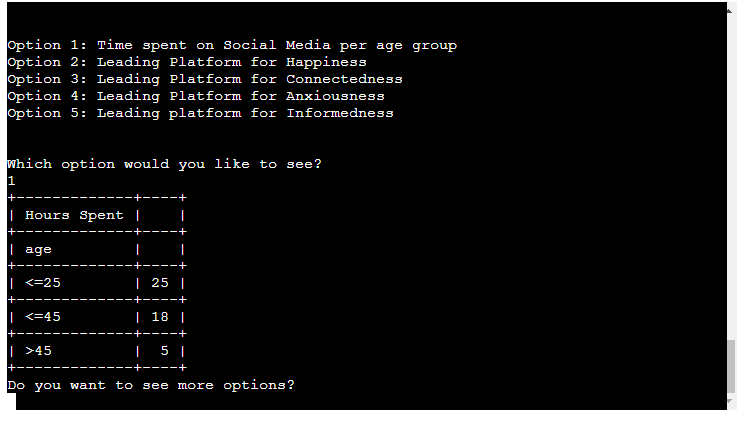 Option 1: Time spent on Social Media per age group
Option 2: Leading Platform for Happiness
Option 3: Leading Platform for Connectedness
Option 4: Leading Platform for Anxiousness
Option 5: Leading platform for Informedness
Which option would you like to see?
1
+-------------+----+
| Hours Spent |    |
+-------------+----+
| age         |    |
+-------------+----+
| <=25        | 25 |
+-------------+----+
| <=45        | 18 |
+-------------+----+
| >45         |  5 |
+-------------+----+
Do you want to see more options?